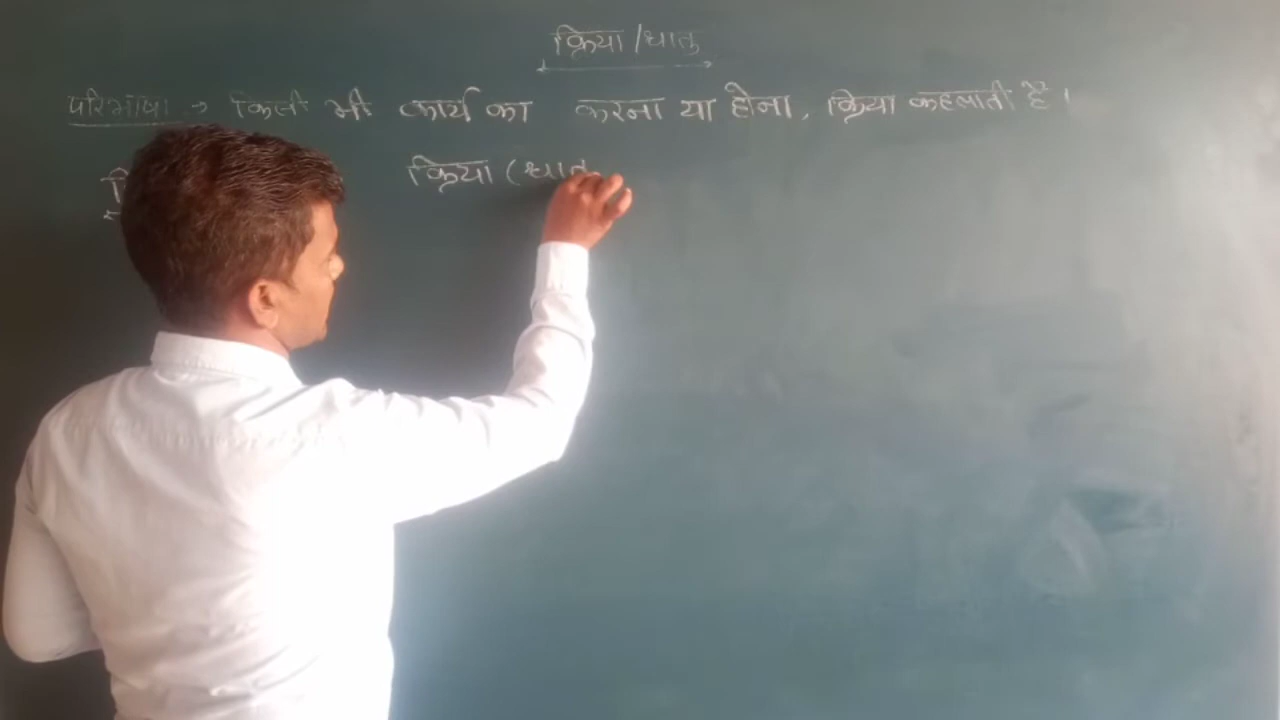 क्रिया/धातु
परिभाषा → किसी भी कार्य का करना या होना, क्रिया कहलाती है।
क्रिया (धातु